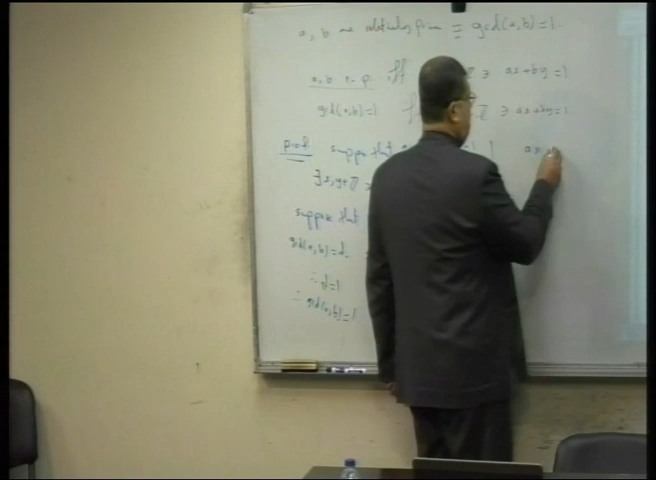 a, b are relatively prime ≡ gcd(a,b)=1.
a, b r.p iff ∃ ax+by=1
gcd(a,b)=1 ∃ ax+by=1
proof suppose that ax
∃x,y∈ℤ
suppose that
gcd(a,b)=d.
∴ d=1
∴ gcd(a,b)=1